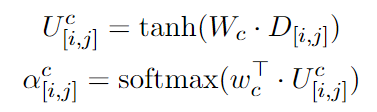 U^c_{[i,j]} = tanh(W_c · D_{[i,j]})
α^c_{[i,j]} = softmax(w_c^⊤ · U^c_{[i,j]})